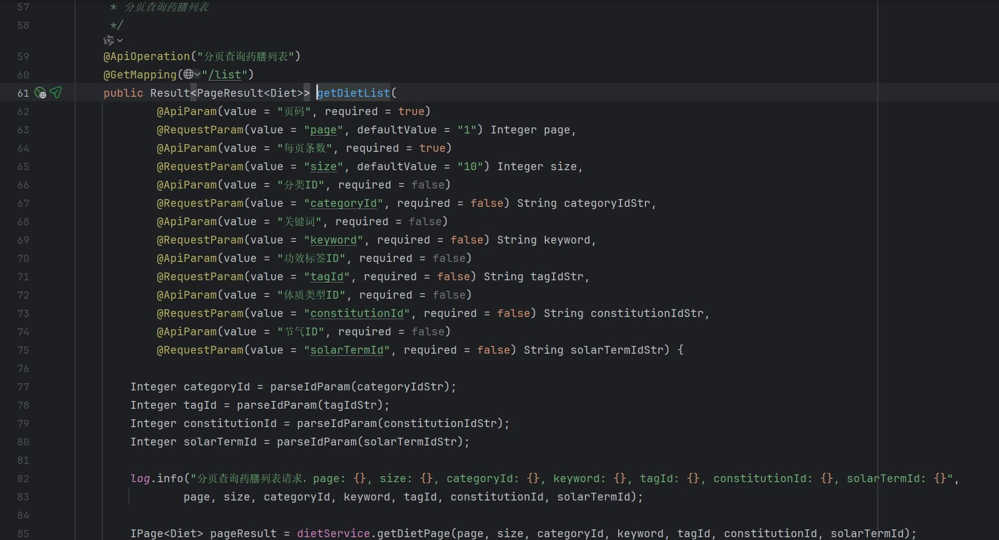 57 * 分页查询药膳列表
58 */
59 @ApiOperation("分页查询药膳列表")
60 @GetMapping("/list")
61 public Result<PageResult<Diet>> getDietList(
62 @ApiParam(value = "页码", required = true)
63 @RequestParam(value = "page", defaultValue = "1") Integer page,
64 @ApiParam(value = "每页条数", required = true)
65 @RequestParam(value = "size", defaultValue = "10") Integer size,
66 @ApiParam(value = "分类ID", required = false)
67 @RequestParam(value = "categoryId", required = false) String categoryIdStr,
68 @ApiParam(value = "关键词", required = false)
69 @RequestParam(value = "keyword", required = false) String keyword,
70 @ApiParam(value = "功效标签ID", required = false)
71 @RequestParam(value = "tagId", required = false) String tagIdStr,
72 @ApiParam(value = "体质类型ID", required = false)
73 @RequestParam(value = "constitutionId", required = false) String constitutionIdStr,
74 @ApiParam(value = "节气ID", required = false)
75 @RequestParam(value = "solarTermId", required = false) String solarTermIdStr) {
76
77 Integer categoryId = parseIdParam(categoryIdStr);
78 Integer tagId = parseIdParam(tagIdStr);
79 Integer constitutionId = parseIdParam(constitutionIdStr);
80 Integer solarTermId = parseIdParam(solarTermIdStr);
81
82 log.info("分页查询药膳列表请求，page: {}, size: {}, categoryId: {}, keyword: {}, tagId: {}, constitutionId: {}, solarTermId: {}",
83 page, size, categoryId, keyword, tagId, constitutionId, solarTermId);
84
85 IPage<Diet> pageResult = dietService.getDietPage(page, size, categoryId, keyword, tagId, constitutionId, solarTermId);